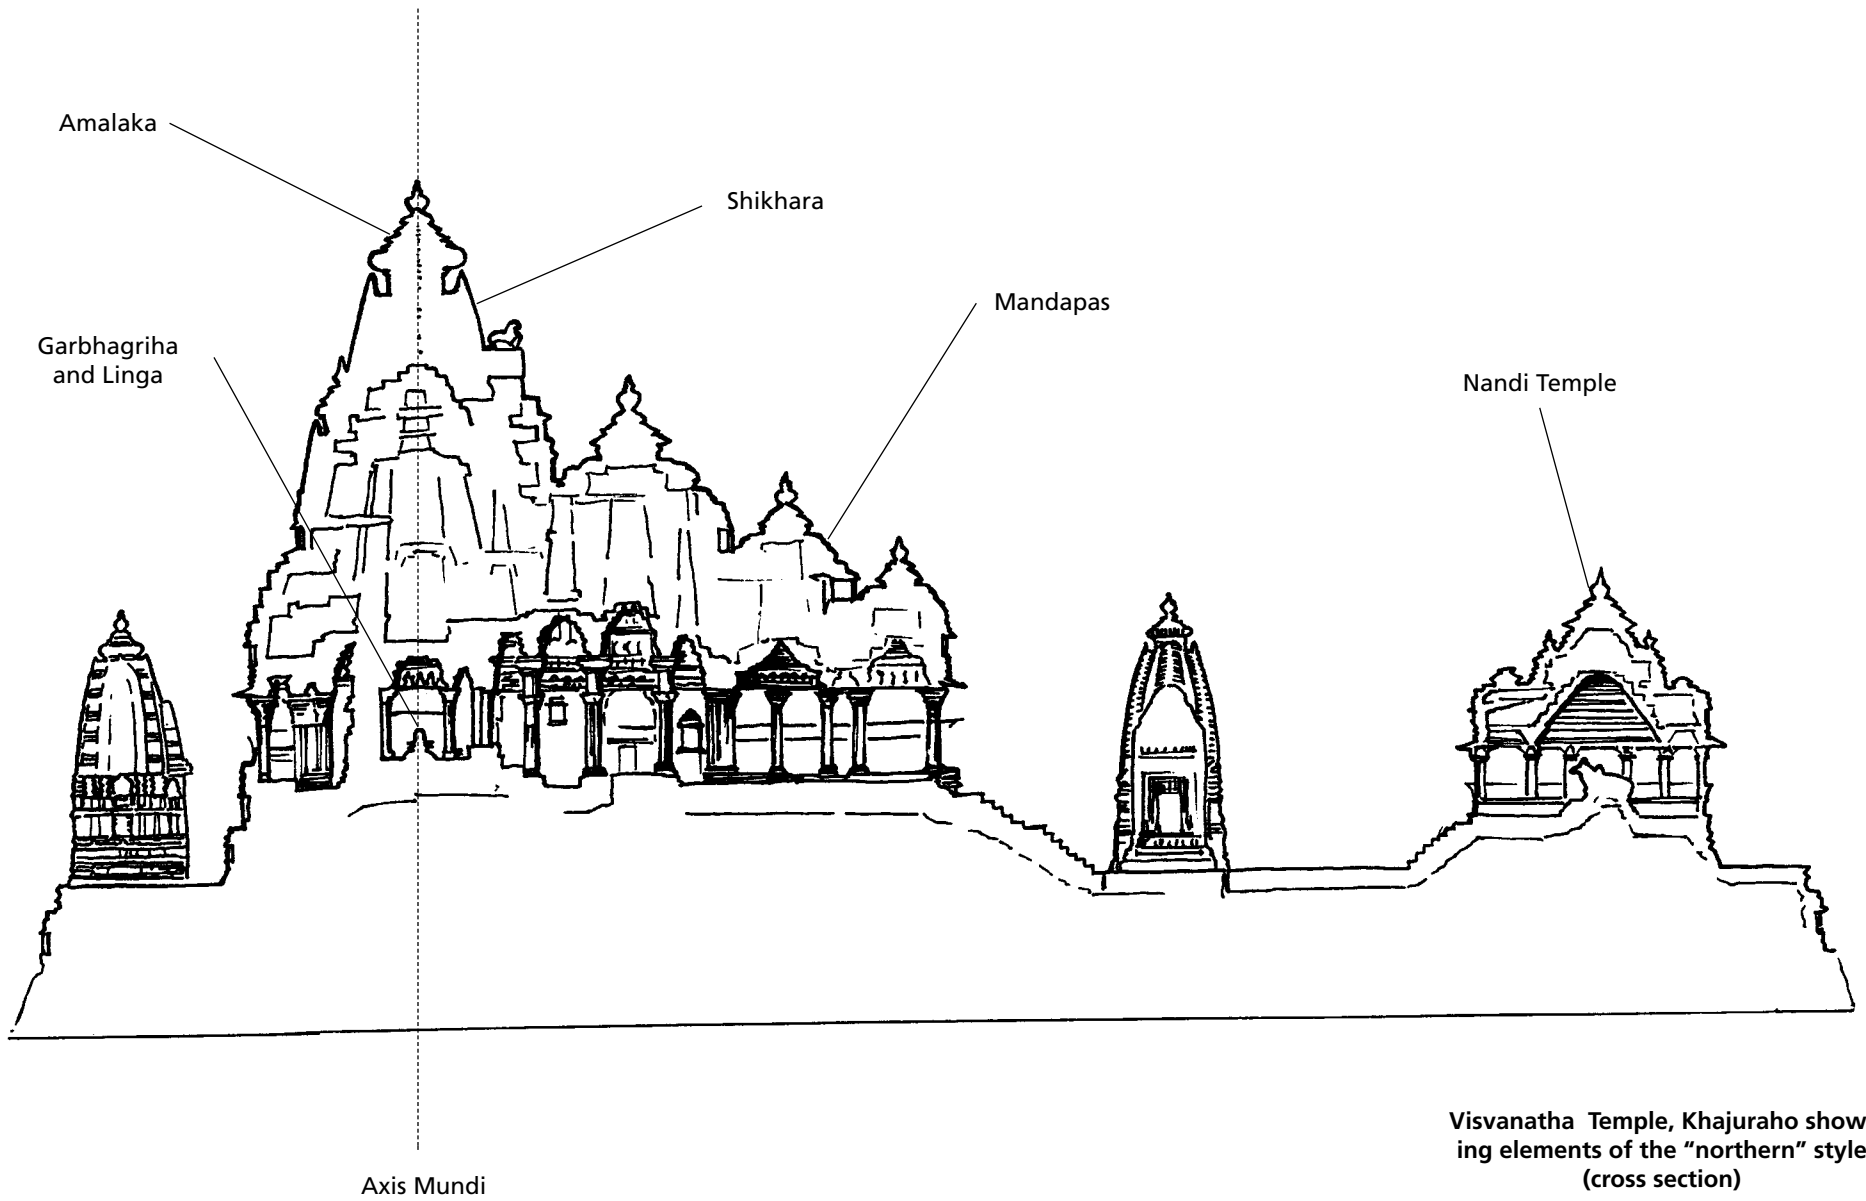 Amalaka
Shikhara
Mandapas
Garbhagriha
and Linga
Nandi Temple
Visvanatha Temple, Khajuraho show
ing elements of the “northern” style
(cross section)
Axis Mundi